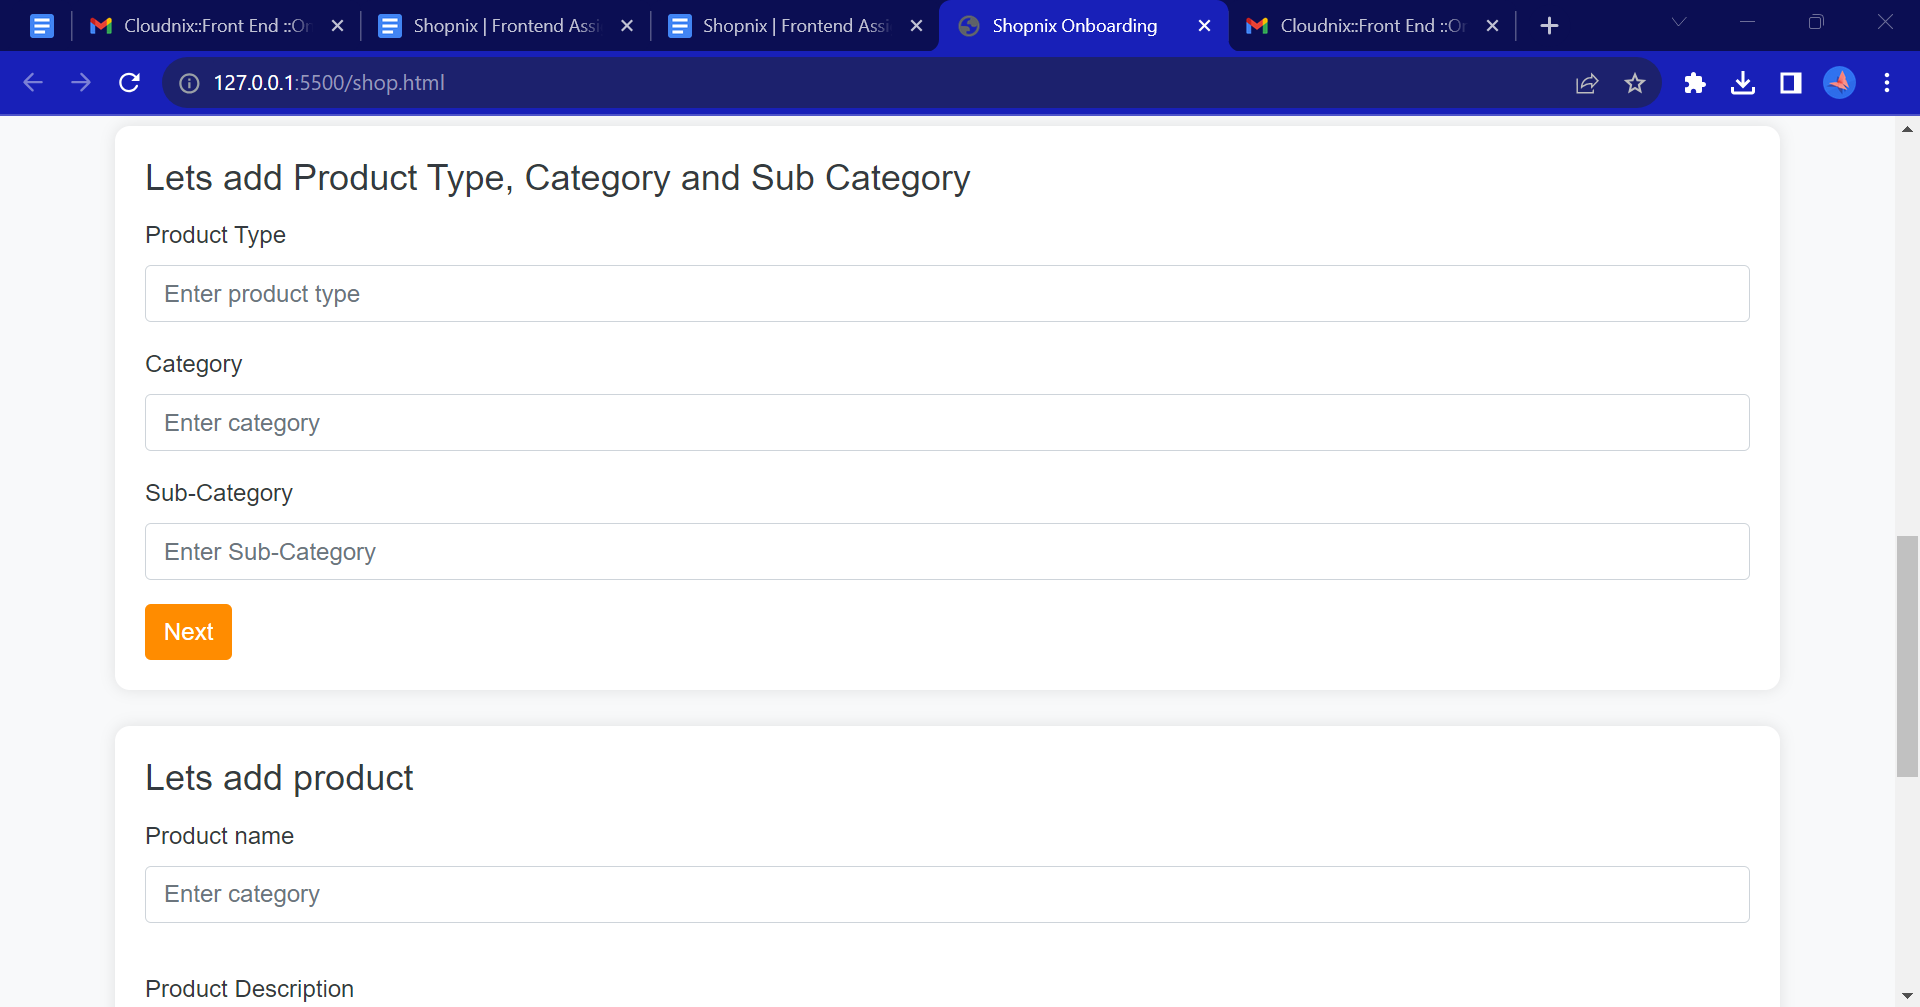 Cloudnix::Front End ::On
Shopnix | Frontend Assi
Shopnix | Frontend Assi
Shopnix Onboarding
Cloudnix::Front End ::Or
127.0.0.1:5500/shop.html
Lets add Product Type, Category and Sub Category
Product Type
Enter product type
Category
Enter category
Sub-Category
Enter Sub-Category
Next
Lets add product
Product name
Enter category
Product Description